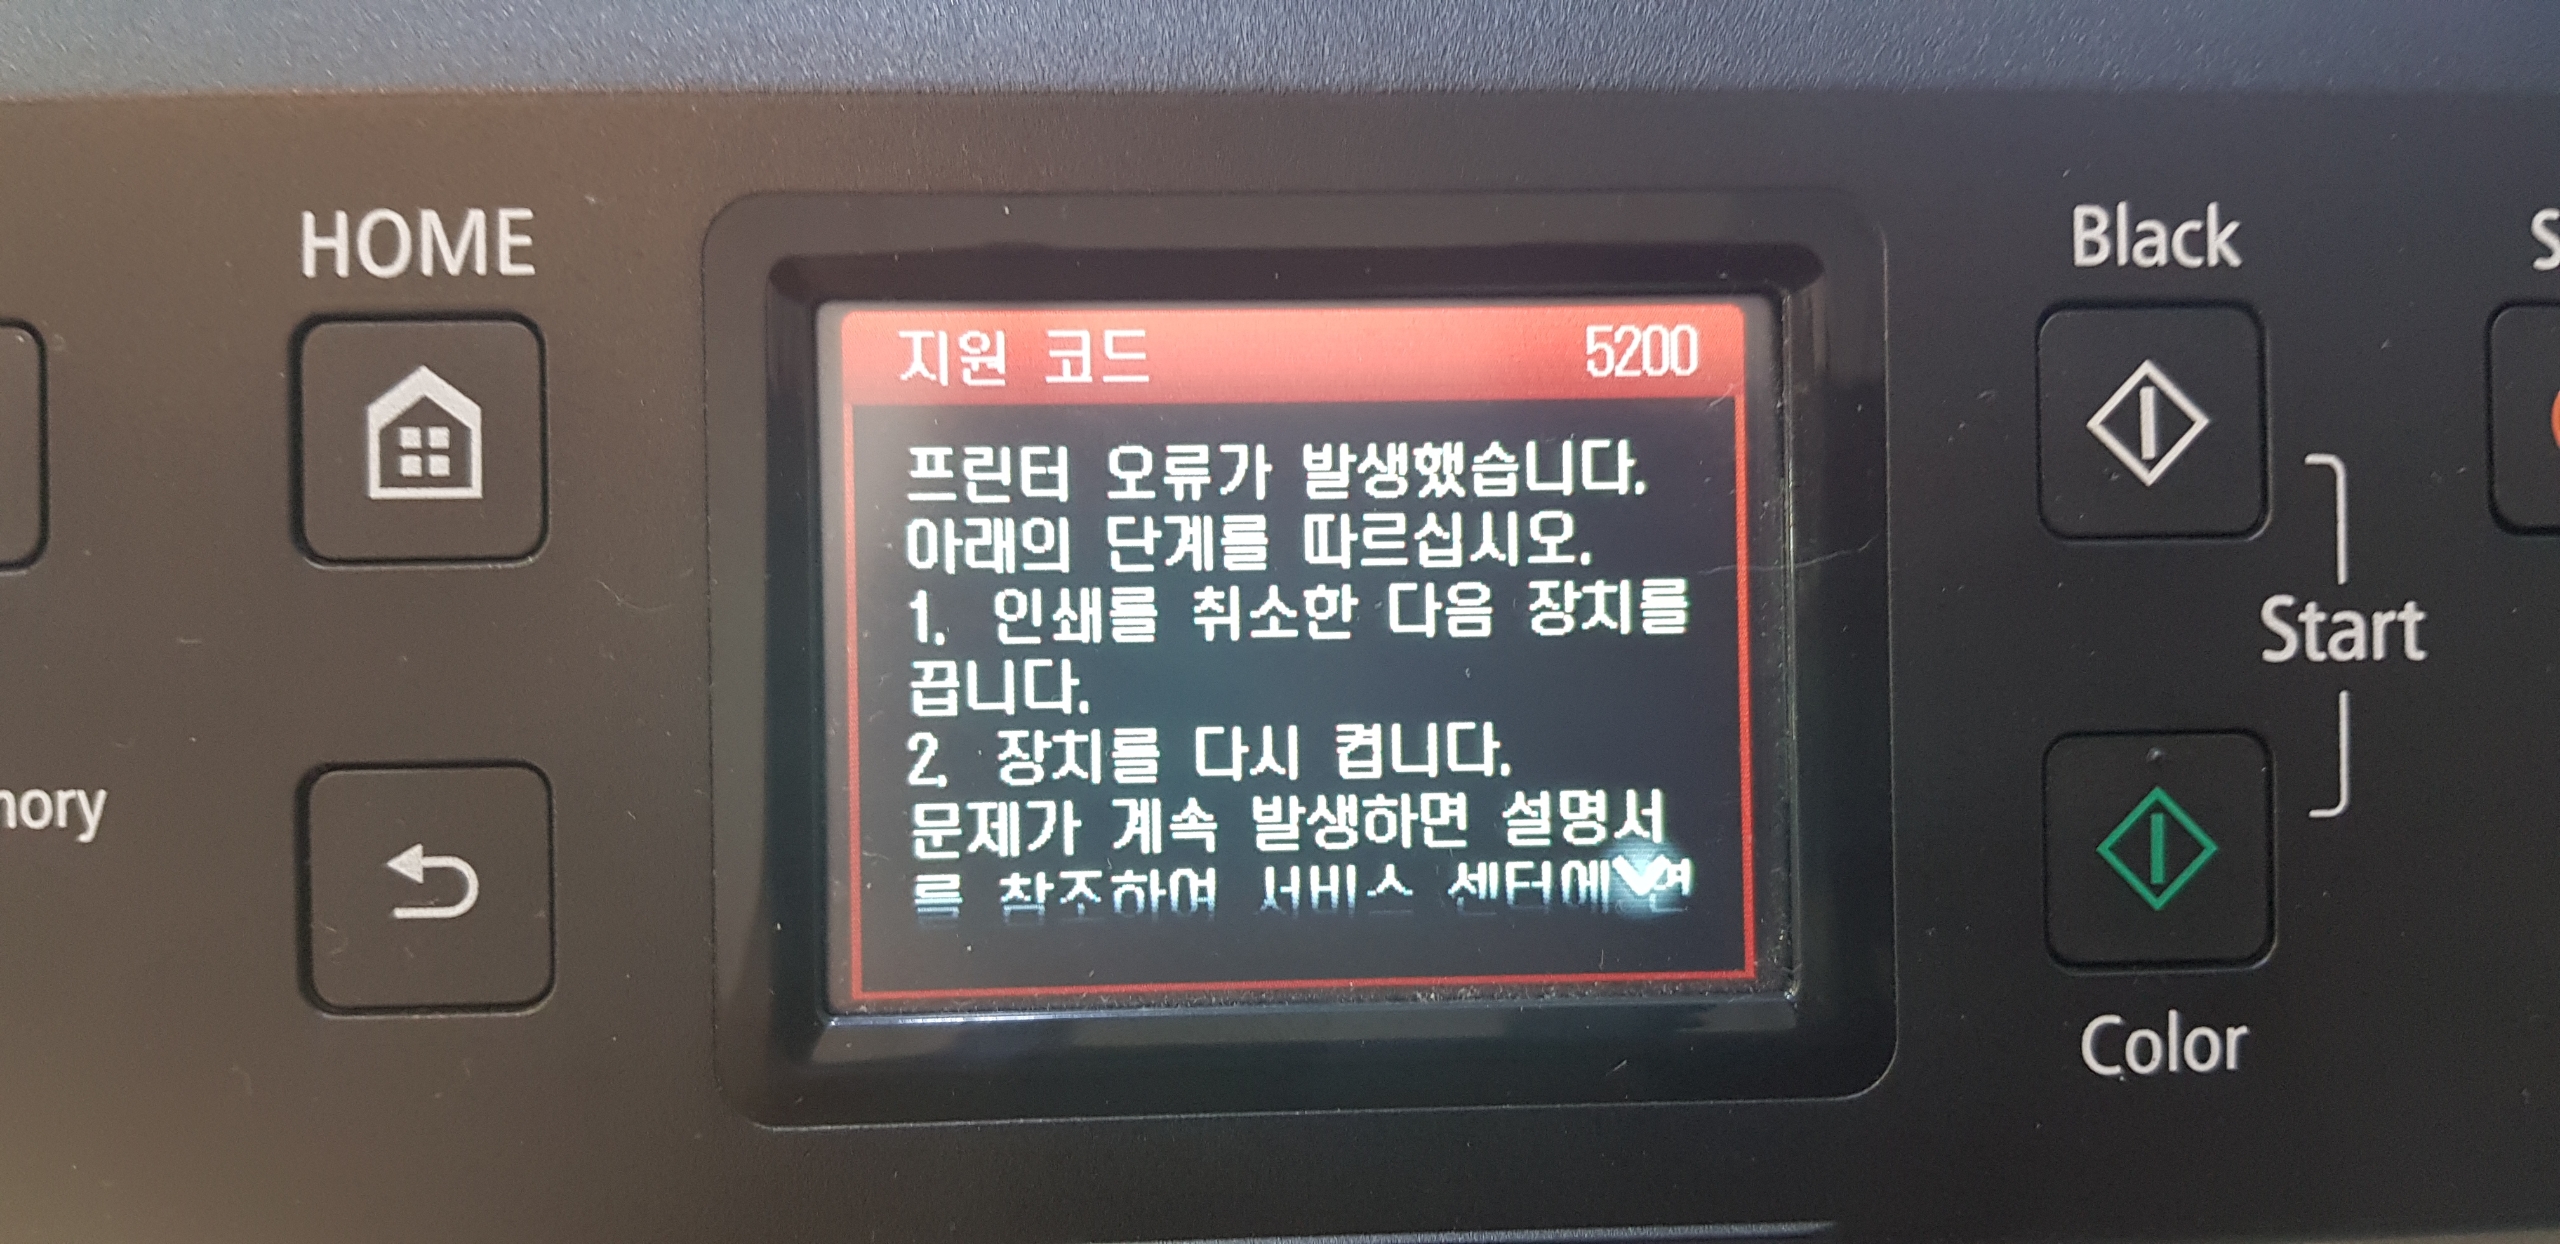 HOME
Black
지원 코드 5200
프린터 오류가 발생했습니다.
아래의 단계를 따르십시오.
1. 인쇄를 취소한 다음 장치를
끕니다.
2. 장치를 다시 켭니다.
문제가 계속 발생하면 설명서
를 참조하여 서비스 센터에
Start
Color